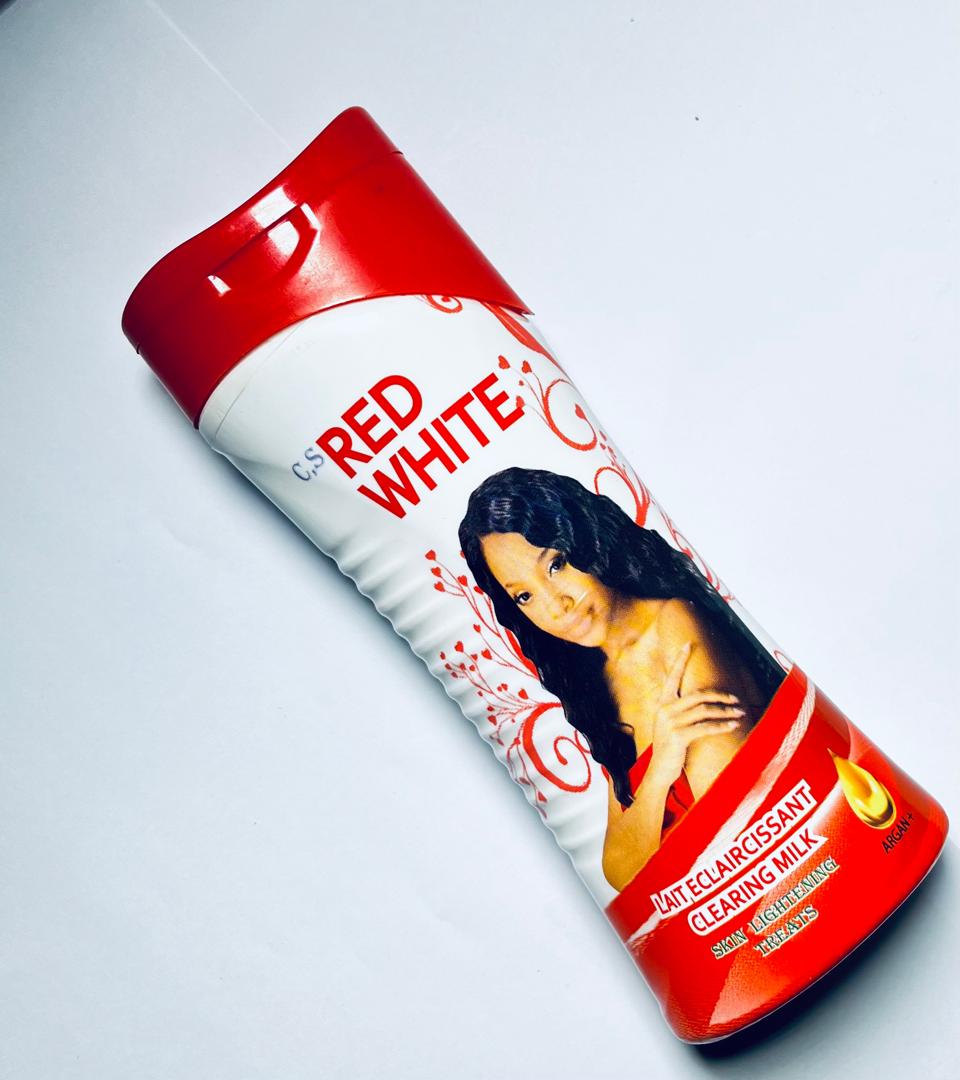 C,S
RED
WHITE
LAIT ECLAIRCISSANT
CLEARING MILK
SKIN LIGHTENING
TREATS
ARGAN+